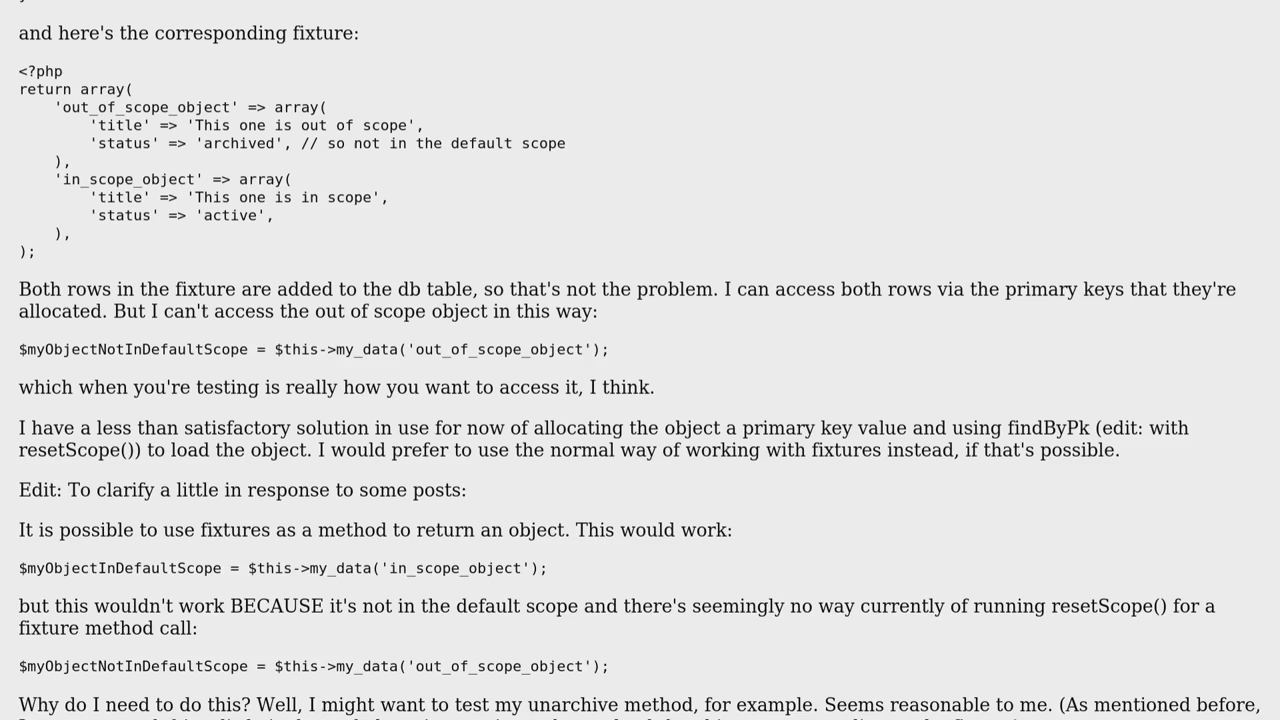 and here's the corresponding fixture:
<?php
return array(
    'out_of_scope_object' => array(
        'title' => 'This one is out of scope',
        'status' => 'archived', // so not in the default scope
    ),
    'in_scope_object' => array(
        'title' => 'This one is in scope',
        'status' => 'active',
    ),
);
Both rows in the fixture are added to the db table, so that's not the problem. I can access both rows via the primary keys that they're
allocated. But I can't access the out of scope object in this way:
$myObjectNotInDefaultScope = $this->my_data('out_of_scope_object');
which when you're testing is really how you want to access it, I think.
I have a less than satisfactory solution in use for now of allocating the object a primary key value and using findByPk (edit: with
resetScope()) to load the object. I would prefer to use the normal way of working with fixtures instead, if that's possible.
Edit: To clarify a little in response to some posts:
It is possible to use fixtures as a method to return an object. This would work:
$myObjectInDefaultScope = $this->my_data('in_scope_object');
but this wouldn't work BECAUSE it's not in the default scope and there's seemingly no way currently of running resetScope() for a
fixture method call:
$myObjectNotInDefaultScope = $this->my_data('out_of_scope_object');
Why do I need to do this? Well, I might want to test my unarchive method, for example. Seems reasonable to me. (As mentioned before,